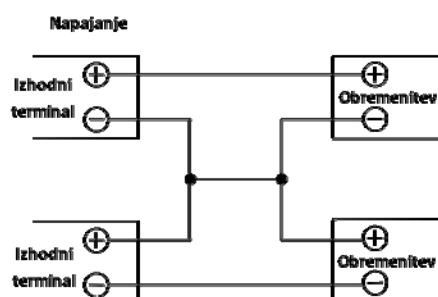 Napajanje
Izhodni
terminal
+
−
+
Obremenitev
−
Izhodni
terminal
+
−
+
Obremenitev
−